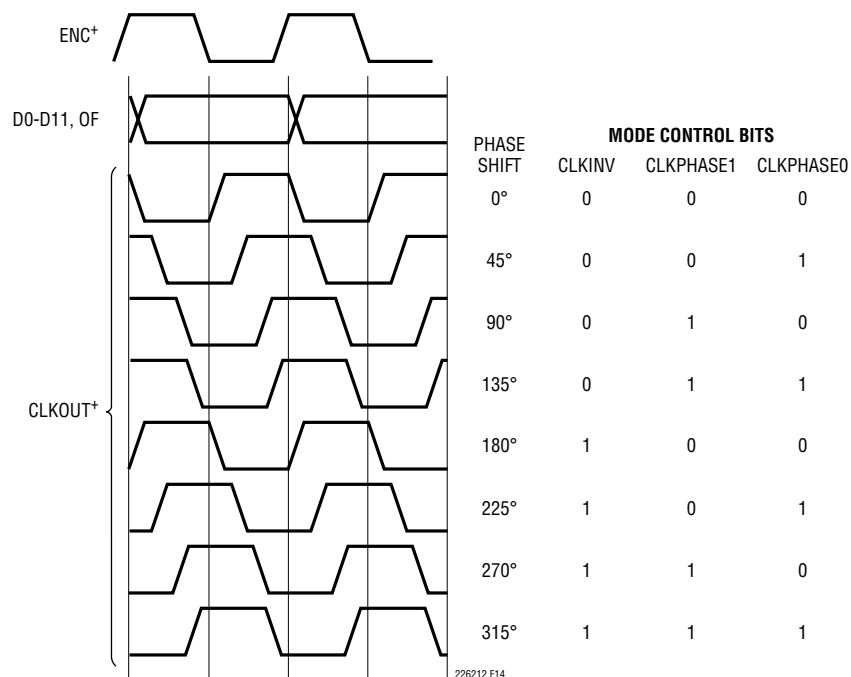 ENC+
D0-D11, OF
CLKOUT+
MODE CONTROL BITS
PHASE SHIFT CLKINV CLKPHASE1 CLKPHASE0
0° 0 0 0
45° 0 0 1
90° 0 1 0
135° 0 1 1
180° 1 0 0
225° 1 0 1
270° 1 1 0
315° 1 1 1
226212 F14